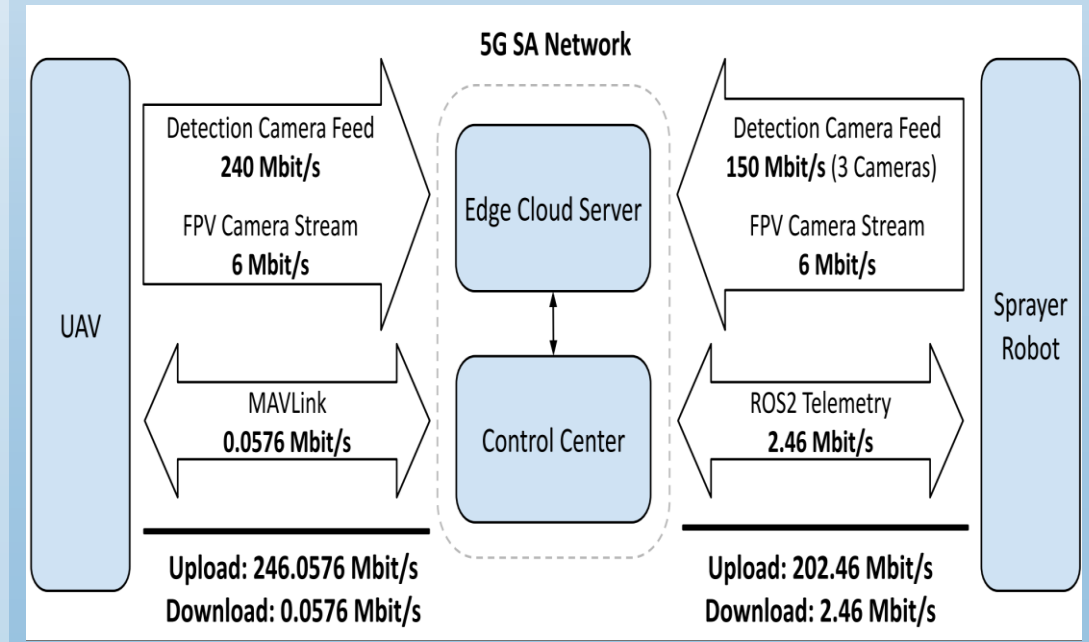 5G SA Network
UAV
Detection Camera Feed
240 Mbit/s
FPV Camera Stream
6 Mbit/s
MAVLink
0.0576 Mbit/s
Upload: 246.0576 Mbit/s
Download: 0.0576 Mbit/s
Edge Cloud Server
Control Center
Detection Camera Feed
150 Mbit/s (3 Cameras)
FPV Camera Stream
6 Mbit/s
ROS2 Telemetry
2.46 Mbit/s
Upload: 202.46 Mbit/s
Download: 2.46 Mbit/s
Sprayer
Robot